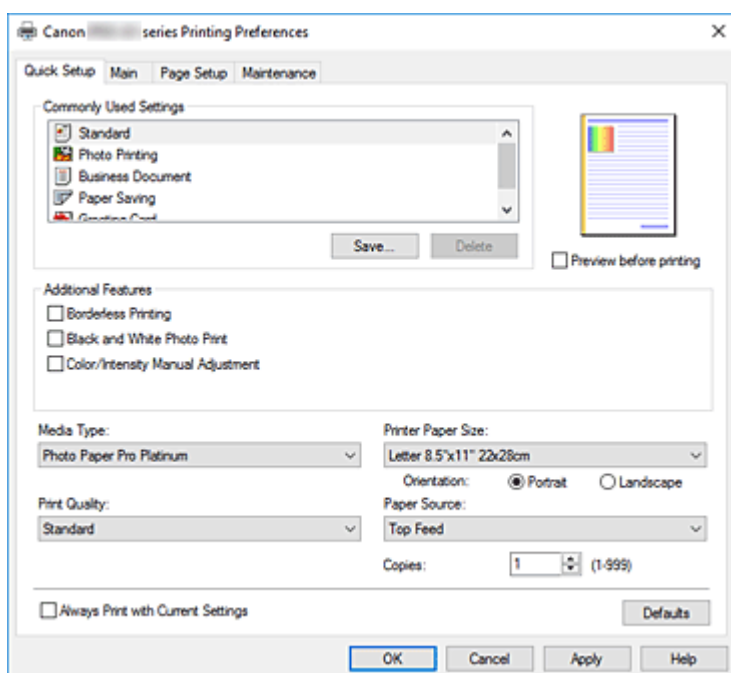 Canon series Printing Preferences
Quick Setup Main Page Setup Maintenance
Commonly Used Settings
Standard
Photo Printing
Business Document
Paper Saving
Greeting Card
Save... Delete
Preview before printing
Additional Features
Borderless Printing
Black and White Photo Print
Color/Intensity Manual Adjustment
Media Type: Printer Paper Size:
Photo Paper Pro Platinum Letter 8.5"x11" 22x28cm
Orientation: Portrait Landscape
Print Quality: Paper Source:
Standard Top Feed
Copies: 1 (1-999)
Always Print with Current Settings Defaults
OK Cancel Apply Help